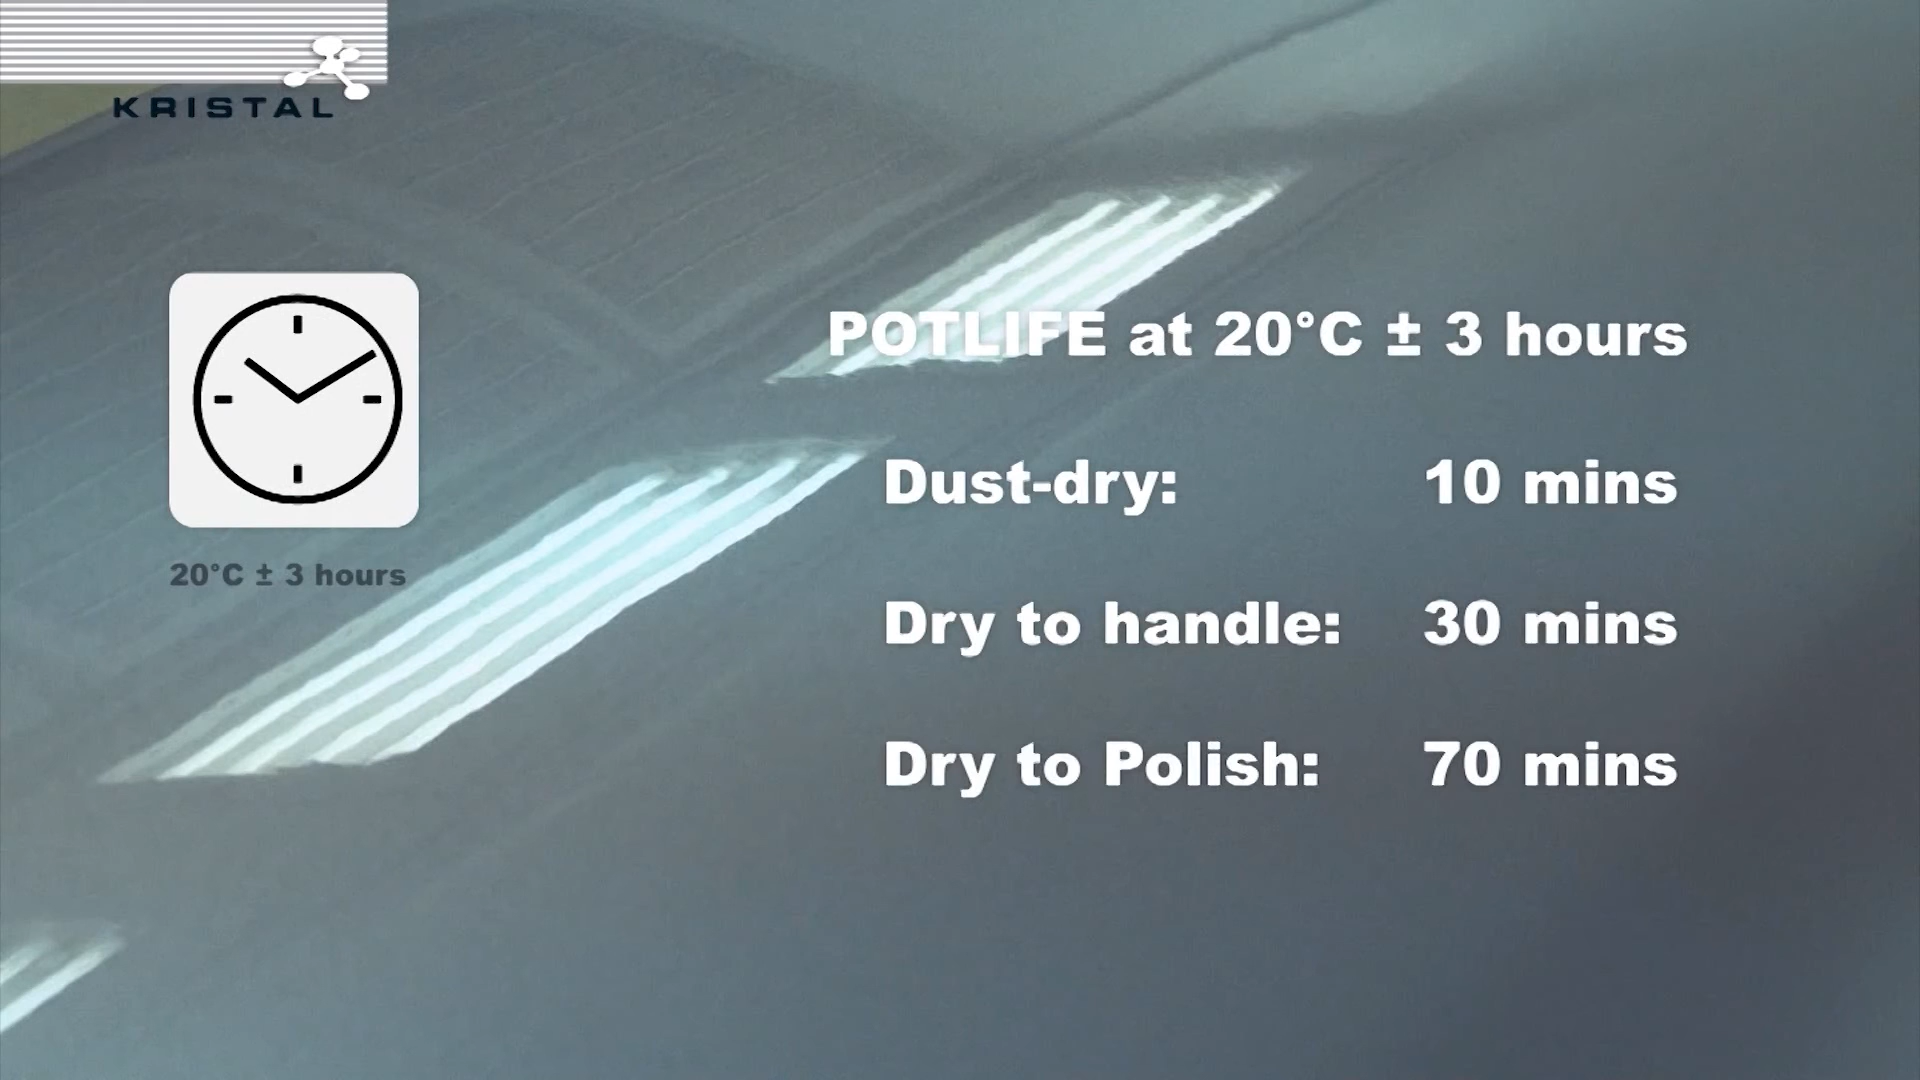 KRISTAL
POTLIFE at 20°C ± 3 hours
Dust-dry: 10 mins
Dry to handle: 30 mins
Dry to Polish: 70 mins
20°C ± 3 hours